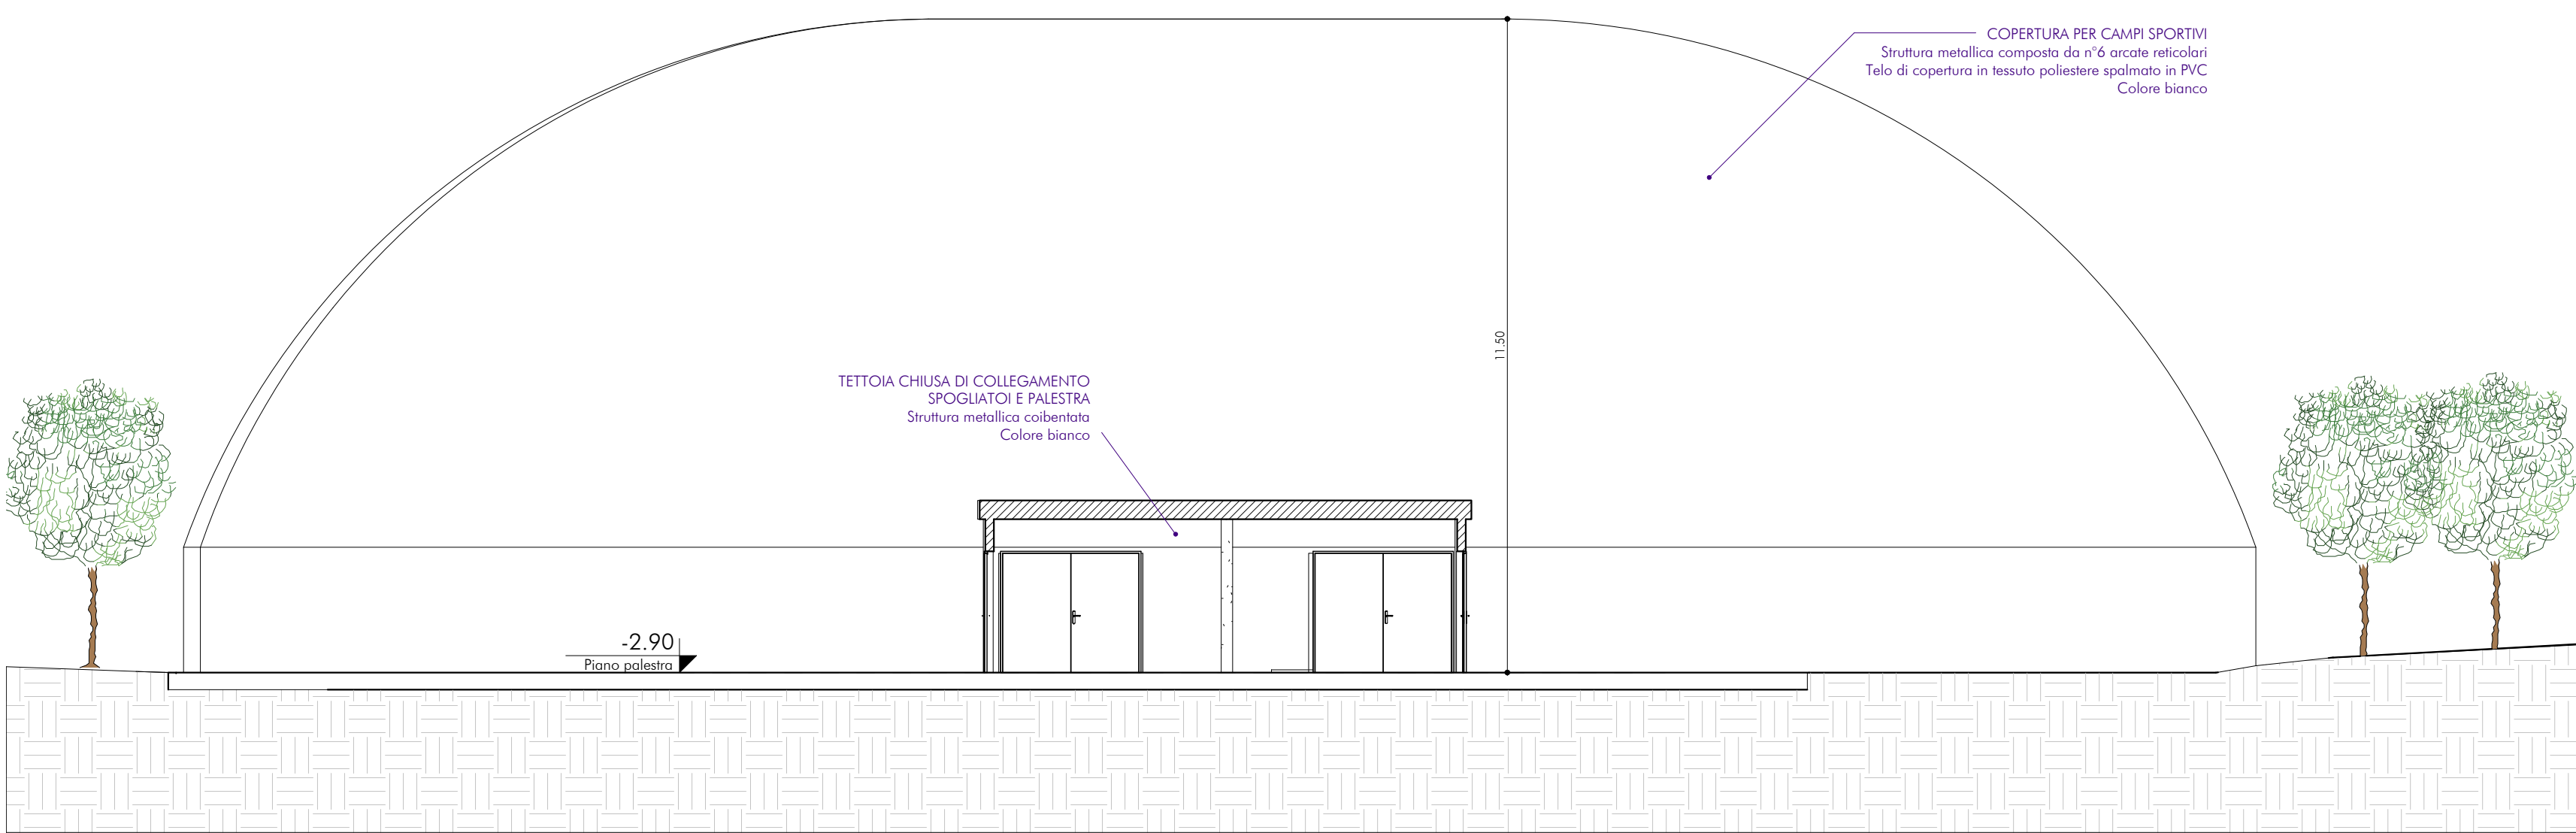 COPERTURA PER CAMPI SPORTIVI
Struttura metallica composta da n°6 arcate reticolari
Telo di copertura in tessuto poliestere spalmato in PVC
Colore bianco
11.50
TETTOIA CHIUSA DI COLLEGAMENTO
SPOGLIATOI E PALESTRA
Struttura metallica coibentata
Colore bianco
-2.90
Piano palestra